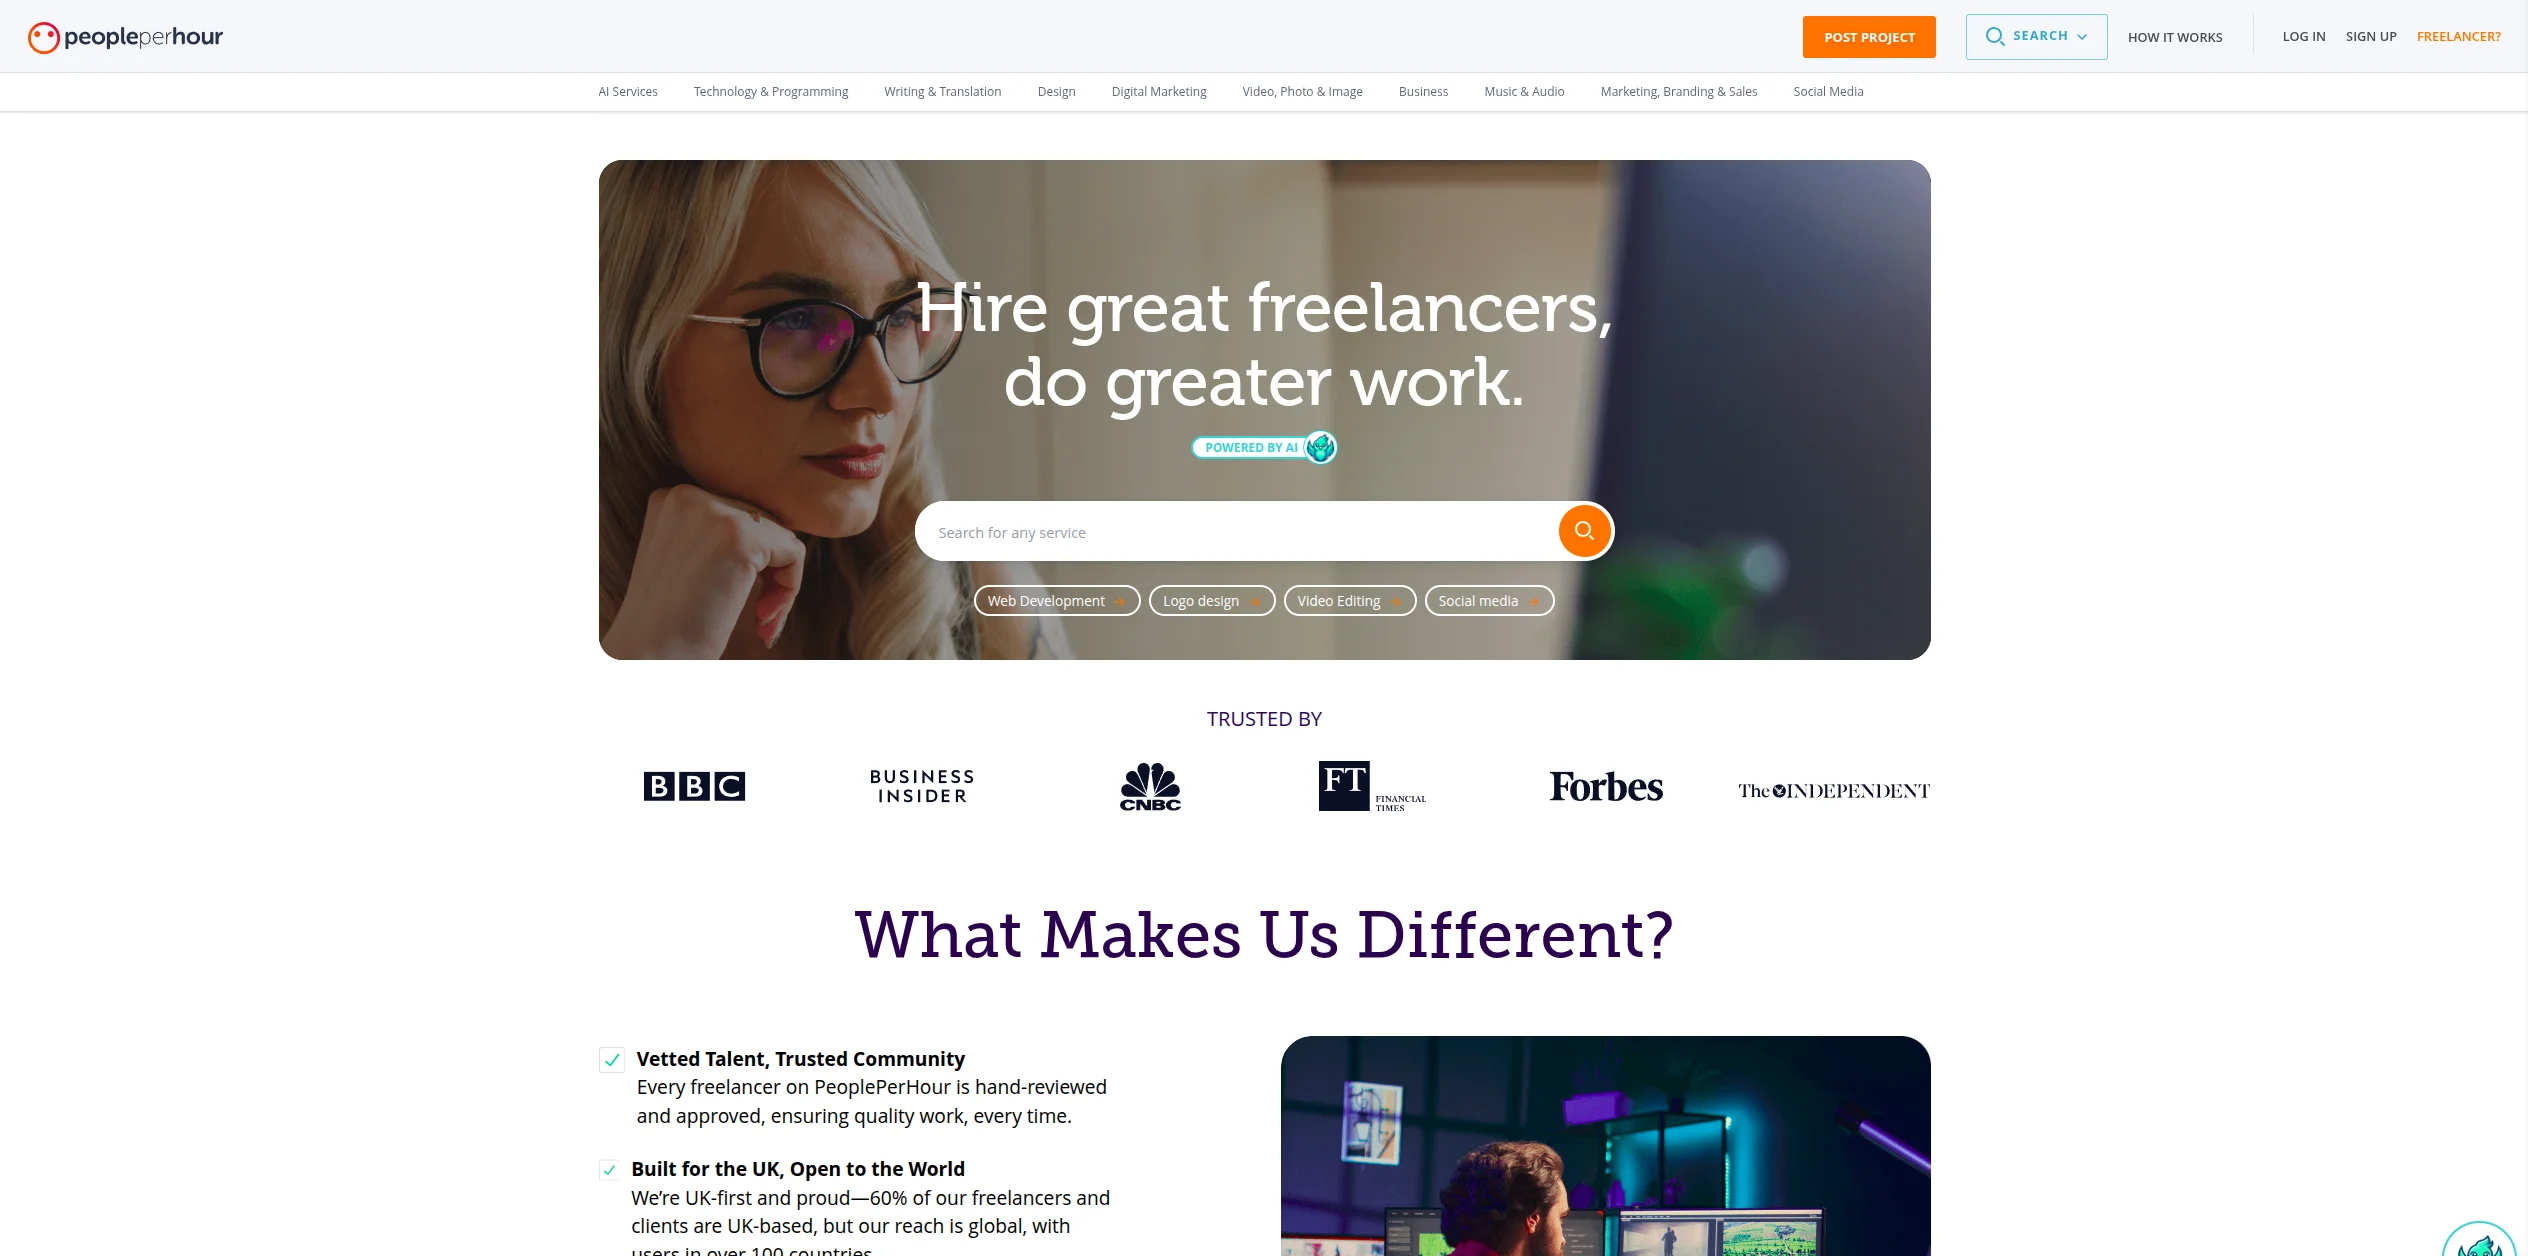 peopleperhour
POST PROJECT
SEARCH
HOW IT WORKS
LOG IN
SIGN UP
FREELANCER?
AI Services
Technology & Programming
Writing & Translation
Design
Digital Marketing
Video, Photo & Image
Business
Music & Audio
Marketing, Branding & Sales
Social Media
Hire great freelancers,
do greater work.
POWERED BY AI
Search for any service
Web Development
Logo design
Video Editing
Social media
TRUSTED BY
BBC
BUSINESS
INSIDER
CNBC
FT
FINANCIAL
TIMES
Forbes
The INDEPENDENT
What Makes Us Different?
Vetted Talent, Trusted Community
Every freelancer on PeoplePerHour is hand-reviewed
and approved, ensuring quality work, every time.
Built for the UK, Open to the World
We’re UK-first and proud—60% of our freelancers and
clients are UK-based, but our reach is global, with
users in over 100 countries